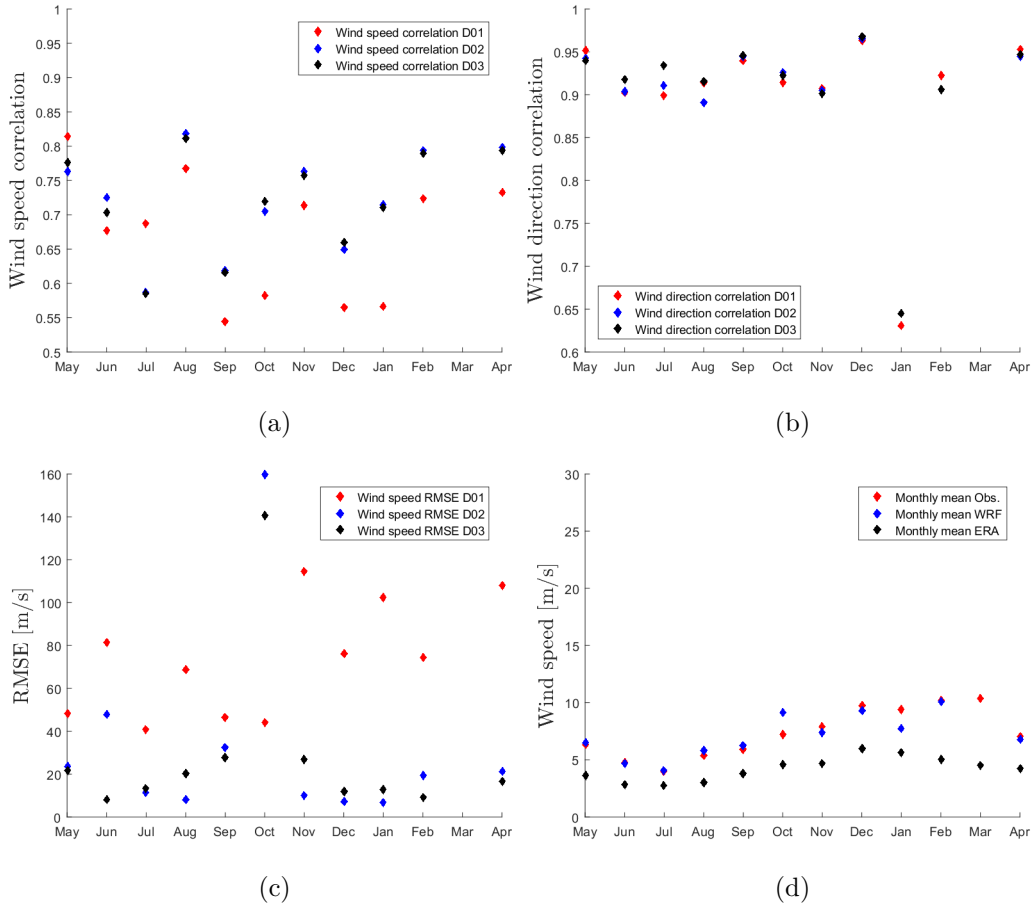 1
0.95
0.9
0.85
0.8
0.75
0.7
0.65
0.6
0.55
0.5
Wind speed correlation
Wind speed correlation D01
Wind speed correlation D02
Wind speed correlation D03
May Jun Jul Aug Sep Oct Nov Dec Jan Feb Mar Apr
(a)
1
0.95
0.9
0.85
0.8
0.75
0.7
0.65
0.6
Wind direction correlation
Wind direction correlation D01
Wind direction correlation D02
Wind direction correlation D03
May Jun Jul Aug Sep Oct Nov Dec Jan Feb Mar Apr
(b)
160
140
120
100
80
60
40
20
0
RMSE [m/s]
Wind speed RMSE D01
Wind speed RMSE D02
Wind speed RMSE D03
May Jun Jul Aug Sep Oct Nov Dec Jan Feb Mar Apr
(c)
30
25
20
15
10
5
0
Wind speed [m/s]
Monthly mean Obs.
Monthly mean WRF
Monthly mean ERA
May Jun Jul Aug Sep Oct Nov Dec Jan Feb Mar Apr
(d)